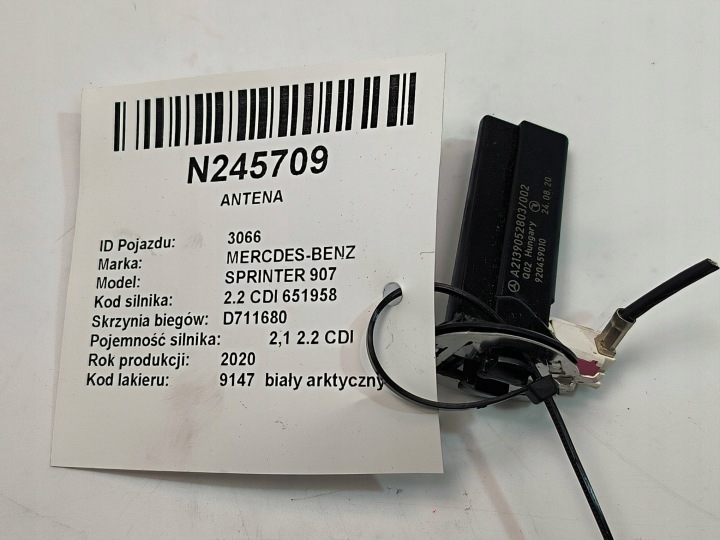 N245709
ANTENA
ID Pojazdu: 3066
Marka: MERCDES-BENZ
Model: SPRINTER 907
Kod silnika: 2.2 CDI 651958
Skrzynia biegów: D711680
Pojemność silnika: 2,1 2.2 CDI
Rok produkcji: 2020
Kod lakieru: 9147 biały arktyczny
A2139052803/002
Q02 Hungary
920459010 24.08.20